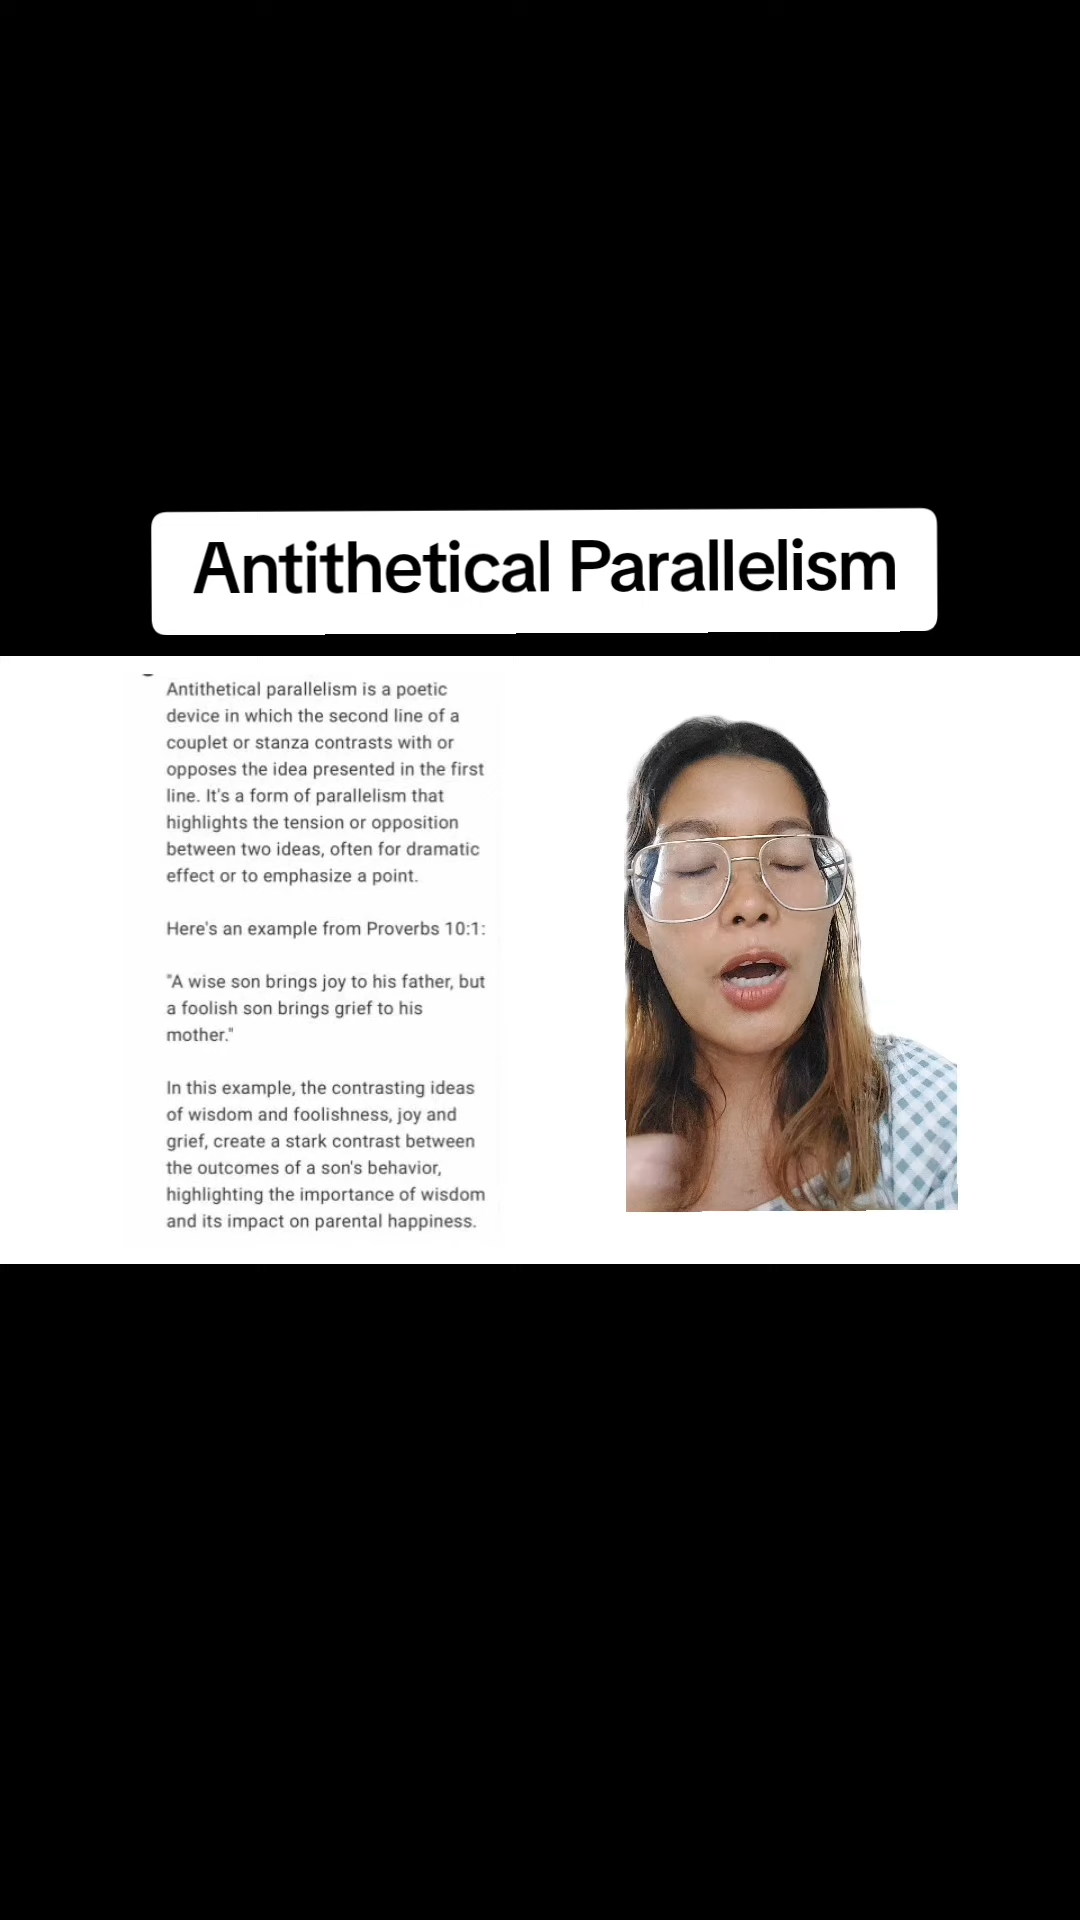 Antithetical Parallelism
Antithetical parallelism is a poetic
device in which the second line of a
couplet or stanza contrasts with or
opposes the idea presented in the first
line. It's a form of parallelism that
highlights the tension or opposition
between two ideas, often for dramatic
effect or to emphasize a point.
Here's an example from Proverbs 10:1:
"A wise son brings joy to his father, but
a foolish son brings grief to his
mother."
In this example, the contrasting ideas
of wisdom and foolishness, joy and
grief, create a stark contrast between
the outcomes of a son's behavior,
highlighting the importance of wisdom
and its impact on parental happiness.